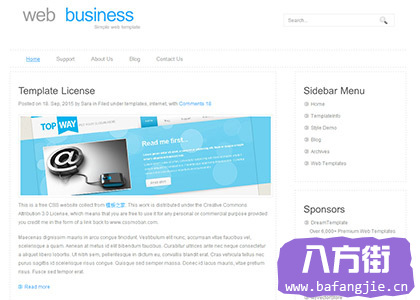 web business
Simple web template
Search...
Home Support About Us Blog Contact Us
Template License
Posted on 18. Sep, 2015 by Sara in Filed under templates, internet, with Comments 18
TOP WAY
Read me first...
@
This is a free CSS website collect from 模板之家. This work is distributed under the Creative Commons
Attribution 3.0 License, which means that you are free to use it for any personal or commercial purpose provided
you credit me in the form of a link back to www.cssmoban.com.
Maecenas dignissim mauris in arcu congue tincidunt. Vestibulum elit nunc, accumsan vitae faucibus vel,
scelerisque a quam. Aenean at metus id elit bibendum faucibus. Curabitur ultrices ante nec neque consectetur
a aliquet libero lobortis. Ut nibh sem, pellentesque in dictum eu, convallis blandit erat. Cras vehicula tellus nec
purus sagittis id scelerisque risus congue. Quisque sed semper massa. Donec id lacus mauris, vitae pretium
risus. Fusce sed tempor erat.
Read more
Sidebar Menu
Home
TemplateInfo
Style Demo
Blog
Archives
Web Templates
Sponsors
DreamTemplate
Over 6,000+ Premium Web Templates
八方街
www.bafangjie.cn